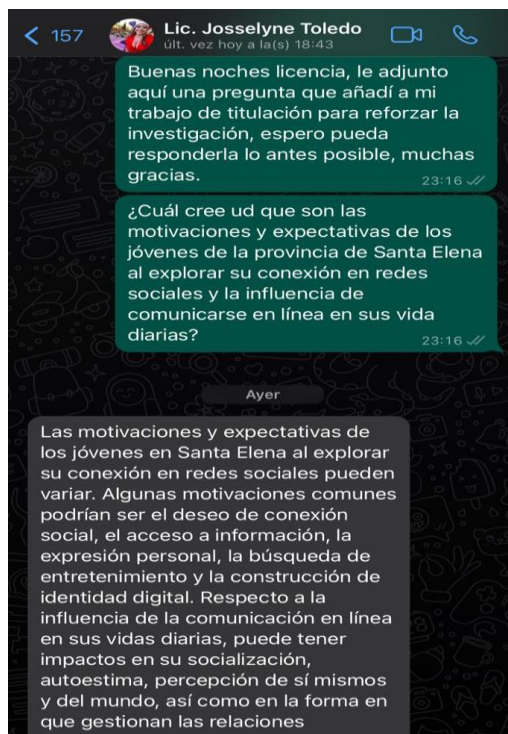 157
Lic. Josselyne Toledo
últ. vez hoy a la(s) 18:43
Buenas noches licencia, le adjunto
aquí una pregunta que añadí a mi
trabajo de titulación para reforzar la
investigación, espero pueda
responderla lo antes posible, muchas
gracias.
23:16
¿Cuál cree ud que son las
motivaciones y expectativas de los
jóvenes de la provincia de Santa Elena
al explorar su conexión en redes
sociales y la influencia de
comunicarse en línea en sus vida
diarias?
23:16
Ayer
Las motivaciones y expectativas de
los jóvenes en Santa Elena al explorar
su conexión en redes sociales pueden
variar. Algunas motivaciones comunes
podrían ser el deseo de conexión
social, el acceso a información, la
expresión personal, la búsqueda de
entretenimiento y la construcción de
identidad digital. Respecto a la
influencia de la comunicación en línea
en sus vidas diarias, puede tener
impactos en su socialización,
autoestima, percepción de sí mismos
y del mundo, así como en la forma en
que gestionan las relaciones